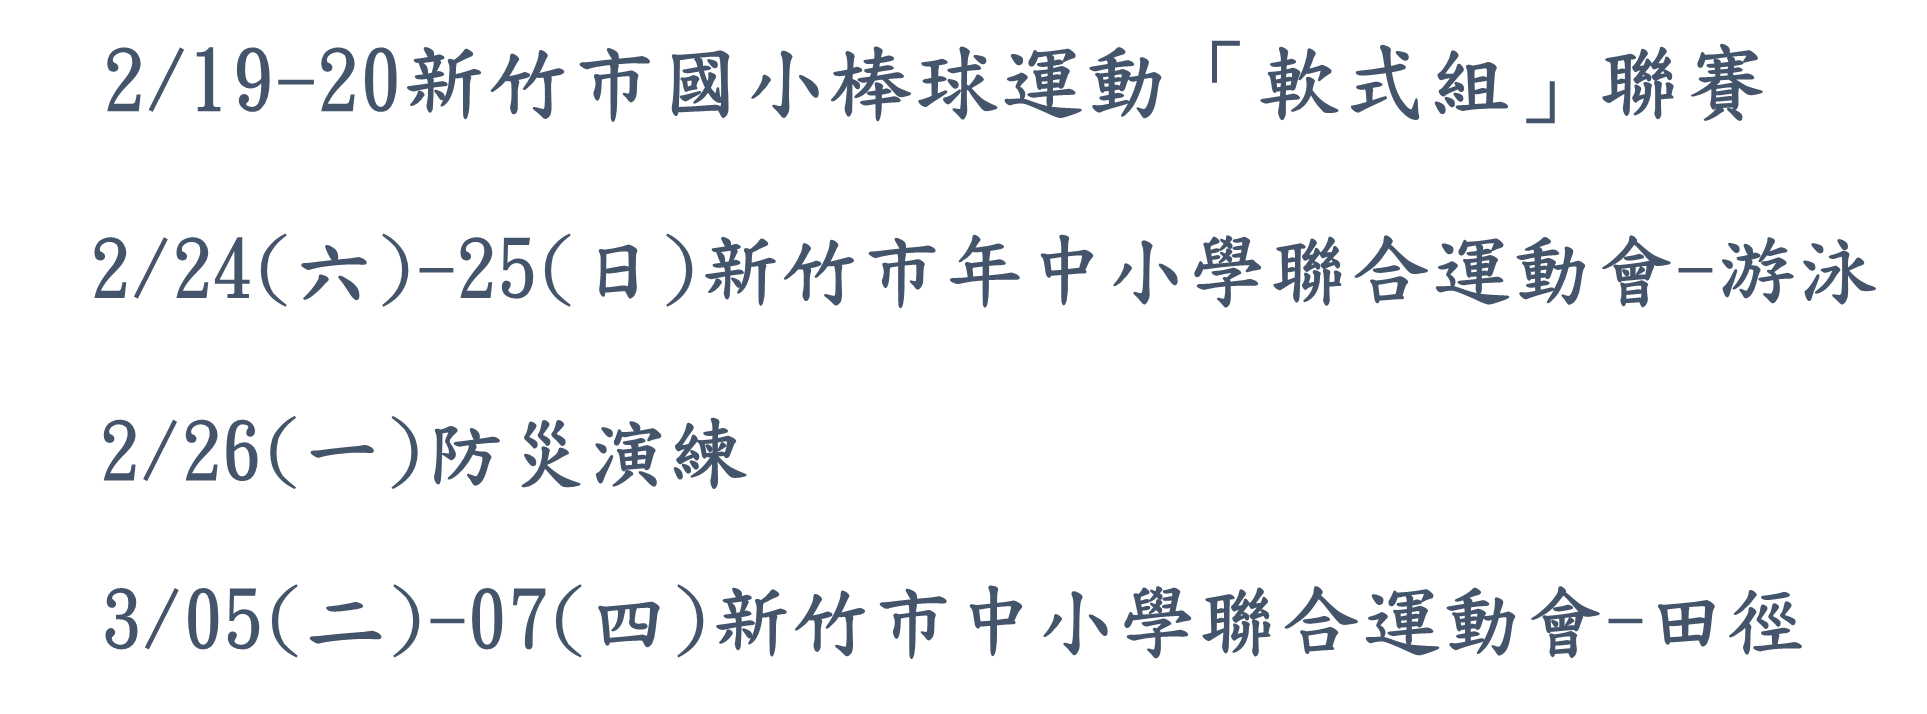 2/19-20新竹市國小棒球運動「軟式組」聯賽
2/24(六)-25(日)新竹市年中小學聯合運動會-游泳
2/26(一)防災演練
3/05(二)-07(四)新竹市中小學聯合運動會-田徑